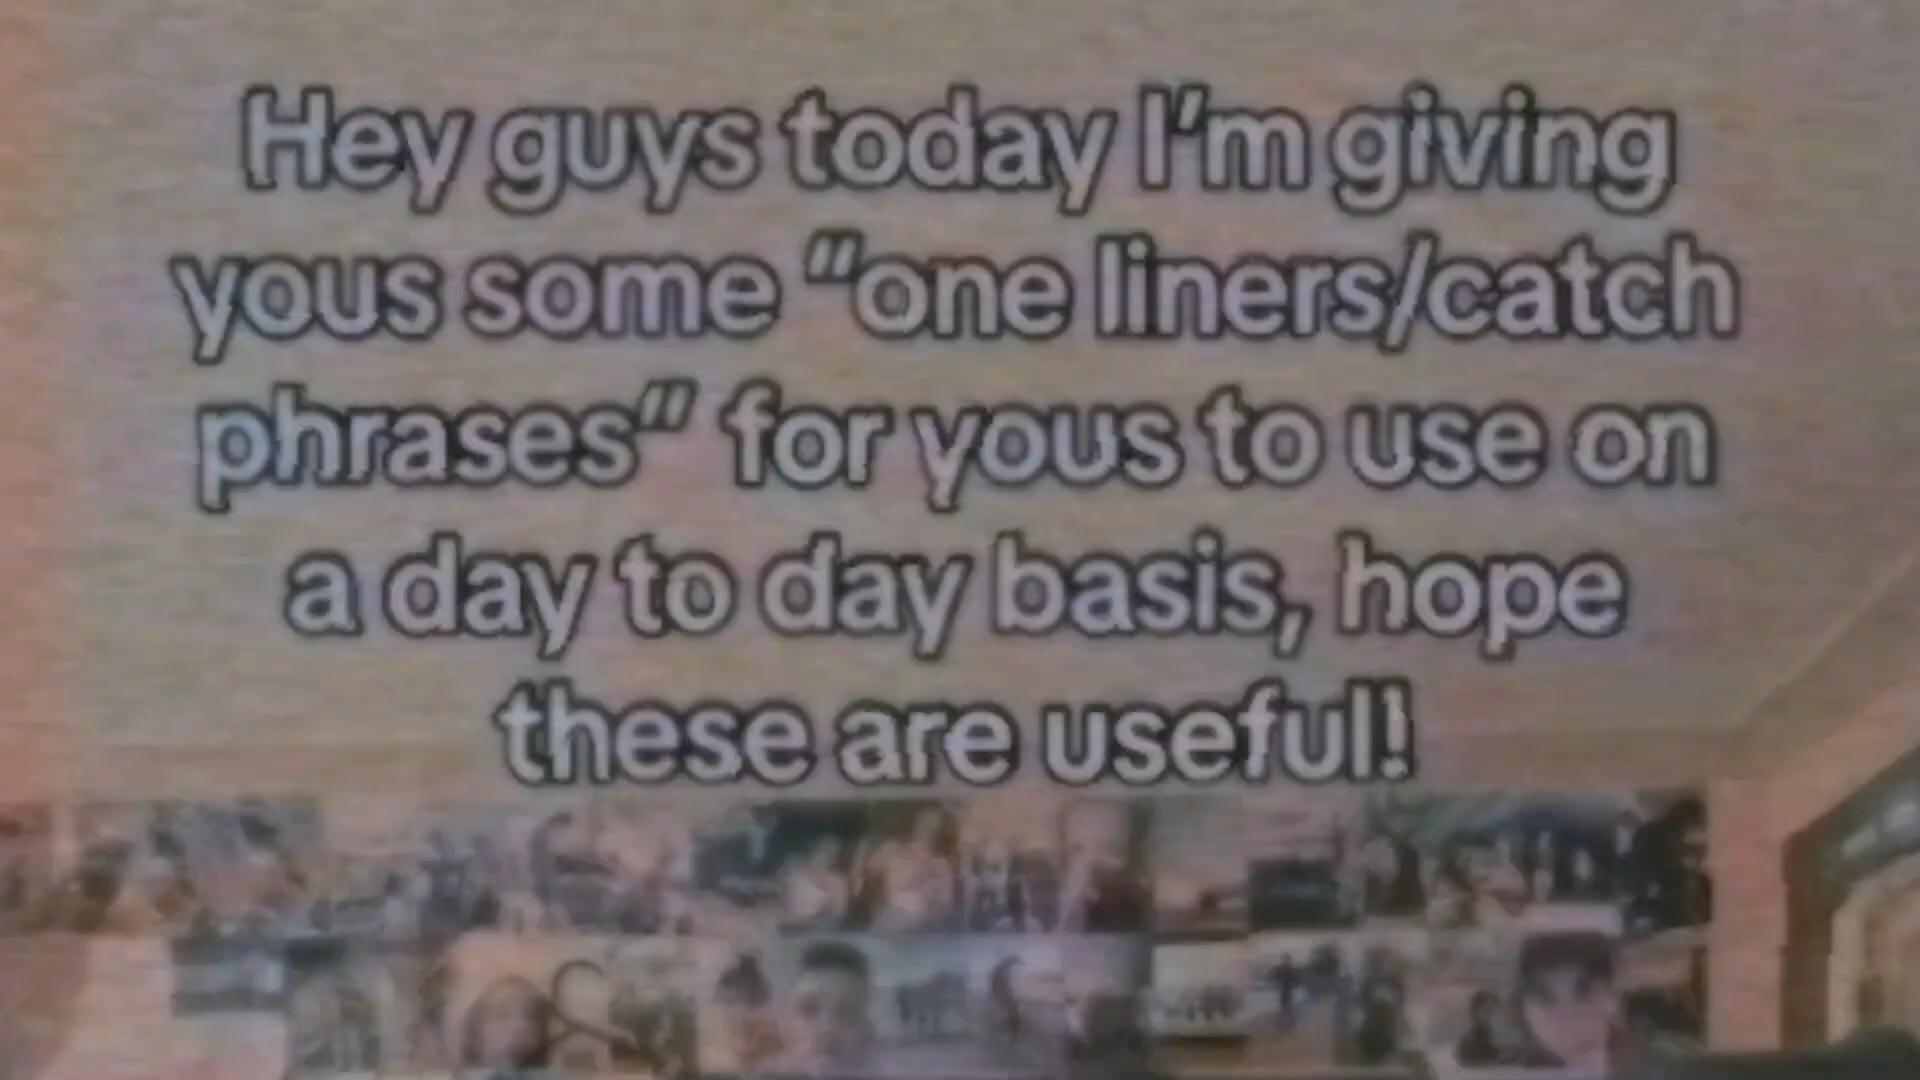 Hey guys today I'm giving
yous some "one liners/catch
phrases" for yous to use on
a day to day basis, hope
these are useful!